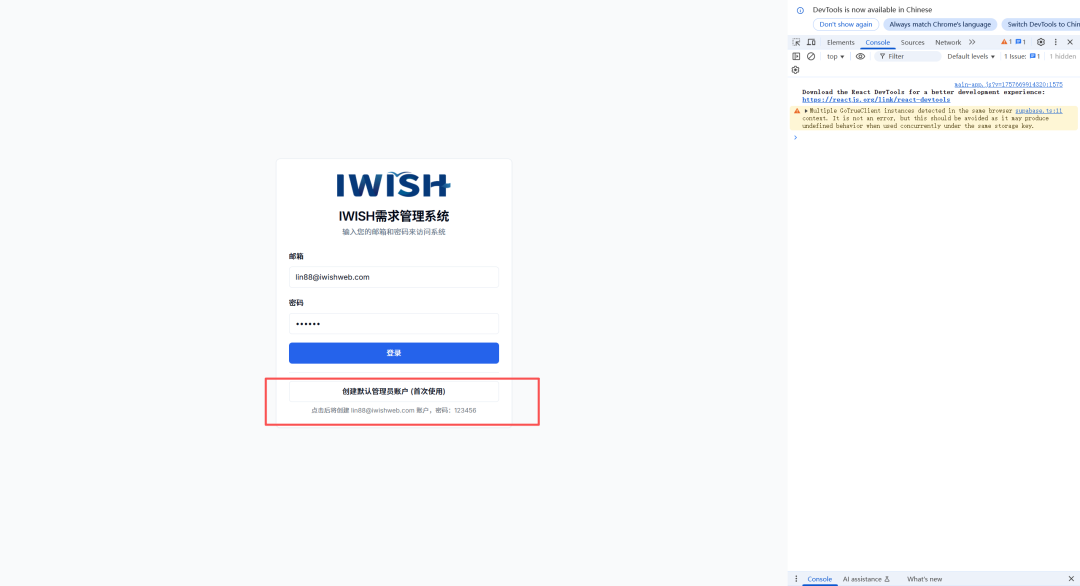 IWISH
IWISH需求管理系统
输入您的邮箱和密码来访问系统
邮箱
lin88@iwishweb.com
密码
••••••
登录
创建默认管理员账户 (首次使用)
点击后将创建 lin88@iwishweb.com 账户，密码：123456
DevTools is now available in Chinese
Don't show again
Always match Chrome's language
Switch DevTools to Chin
Elements
Console
Sources
Network
1
1
top
Filter
Default levels
1 Issue:
1
1 hidden
main-app.js?v=1757669914320:1575
Download the React DevTools for a better development experience:
https://reactjs.org/link/react-devtools
Multiple GoTrueClient instances detected in the same browser supabase.ts:11
context. It is not an error, but this should be avoided as it may produce
undefined behavior when used concurrently under the same storage key.
Console
AI assistance
What's new